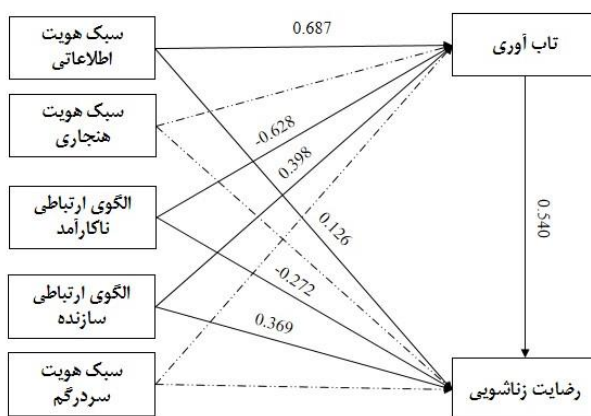 سبک هویت
اطلاعاتی
0.687
تاب آوری
سبک هویت
هنجاری
-0.628
0.398
الگوی ارتباطی
ناکارآمد
0.126
0.540
-0.272
الگوی ارتباطی
سازنده
0.369
سبک هویت
سردرگم
رضایت زناشویی